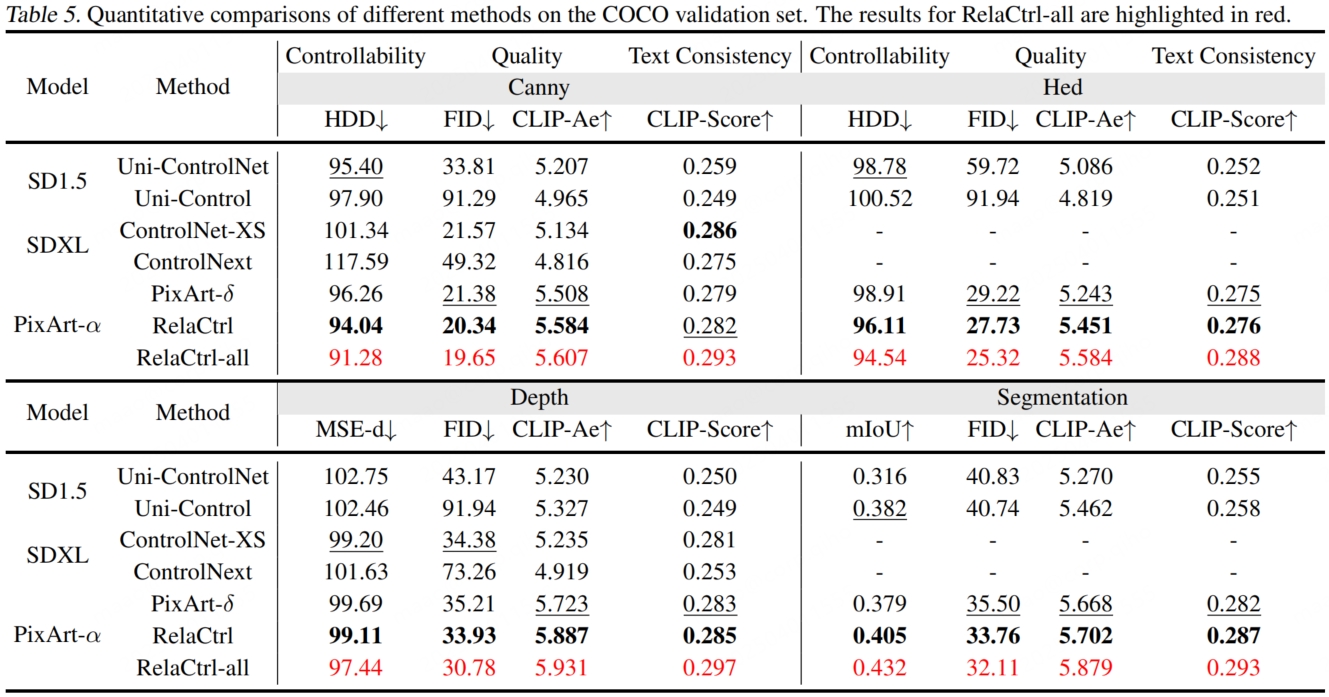 Table 5. Quantitative comparisons of different methods on the COCO validation set. The results for RelaCtrl-all are highlighted in red.
Model Method Controllability Quality Text Consistency Controllability Quality Text Consistency
Canny Hed
HDD↓ FID↓ CLIP-Ae↑ CLIP-Score↑ HDD↓ FID↓ CLIP-Ae↑ CLIP-Score↑
SD1.5 Uni-ControlNet 95.40 33.81 5.207 0.259 98.78 59.72 5.086 0.252
Uni-Control 97.90 91.29 4.965 0.249 100.52 91.94 4.819 0.251
SDXL ControlNet-XS 101.34 21.57 5.134 0.286 - - - -
ControlNext 117.59 49.32 4.816 0.275 - - - -
PixArt-δ 96.26 21.38 5.508 0.279 98.91 29.22 5.243 0.275
PixArt-α RelaCtrl 94.04 20.34 5.584 0.282 96.11 27.73 5.451 0.276
RelaCtrl-all 91.28 19.65 5.607 0.293 94.54 25.32 5.584 0.288
Model Method Depth Segmentation
MSE-d↓ FID↓ CLIP-Ae↑ CLIP-Score↑ mIoU↑ FID↓ CLIP-Ae↑ CLIP-Score↑
SD1.5 Uni-ControlNet 102.75 43.17 5.230 0.250 0.316 40.83 5.270 0.255
Uni-Control 102.46 91.94 5.327 0.249 0.382 40.74 5.462 0.258
SDXL ControlNet-XS 99.20 34.38 5.235 0.281 - - - -
ControlNext 101.63 73.26 4.919 0.253 - - - -
PixArt-δ 99.69 35.21 5.723 0.283 0.379 35.50 5.668 0.282
PixArt-α RelaCtrl 99.11 33.93 5.887 0.285 0.405 33.76 5.702 0.287
RelaCtrl-all 97.44 30.78 5.931 0.297 0.432 32.11 5.879 0.293